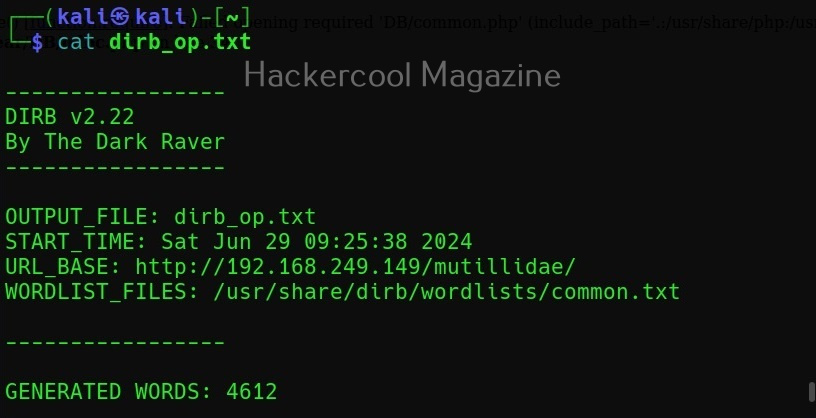 ┌──(kali㉿kali)-[~]
ening required 'DB/common.php' (include_path='.:/usr/share/php:/us
└─$ cat dirb_op.txt
Hackercool Magazine
-----------------
DIRB v2.22
By The Dark Raver
-----------------
OUTPUT_FILE: dirb_op.txt
START_TIME: Sat Jun 29 09:25:38 2024
URL_BASE: http://192.168.249.149/mutillidae/
WORDLIST_FILES: /usr/share/dirb/wordlists/common.txt
-----------------
GENERATED WORDS: 4612